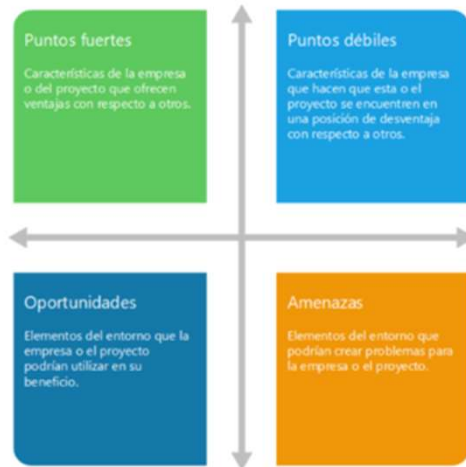 Puntos fuertes
Características de la empresa
o del proyecto que ofrecen
ventajas con respecto a otros.
Puntos débiles
Características de la empresa
que hacen que esta o el
proyecto se encuentren en
una posición de desventaja
con respecto a otros.
Oportunidades
Elementos del entorno que la
empresa o el proyecto
podrían utilizar en su
beneficio.
Amenazas
Elementos del entorno que
podrían crear problemas para
la empresa o el proyecto.